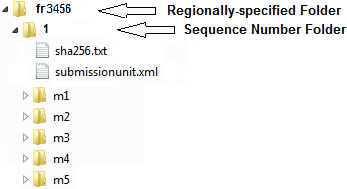 fr3456 Regionally-specified Folder
1 Sequence Number Folder
sha256.txt
submissionunit.xml
m1
m2
m3
m4
m5